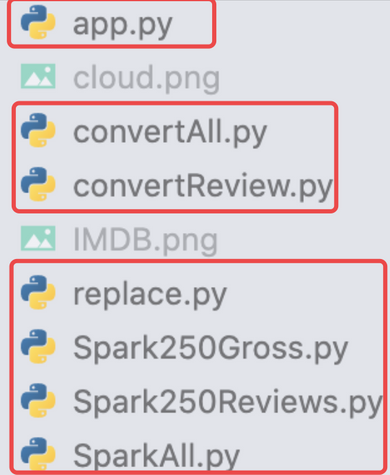 app.py
cloud.png
convertAll.py
convertReview.py
IMDB.png
replace.py
Spark250Gross.py
Spark250Reviews.py
SparkAll.py